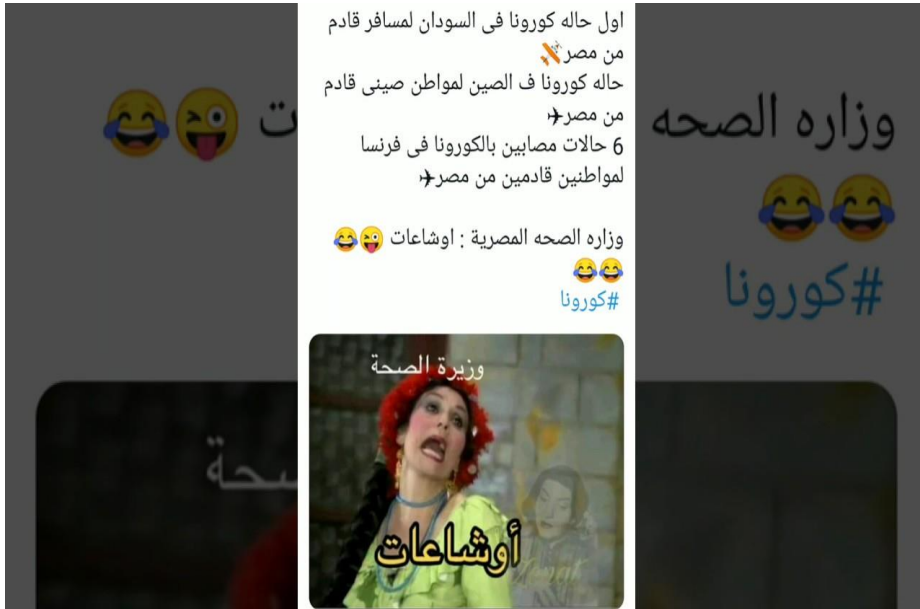 اول حاله كورونا فى السودان لمسافر قادم
من مصر🛩
حاله كورونا ف الصين لمواطن صينى قادم
من مصر✈
6 حالات مصابين بالكورونا فى فرنسا
لمواطنين قادمين من مصر✈
وزاره الصحه المصرية : اوشاعات 😜😂
😂😂
#كورونا
وزيرة الصحة
أوشاعات
وزاره الصحه
😂😂
#كورونا
ت 😜😂
صحة